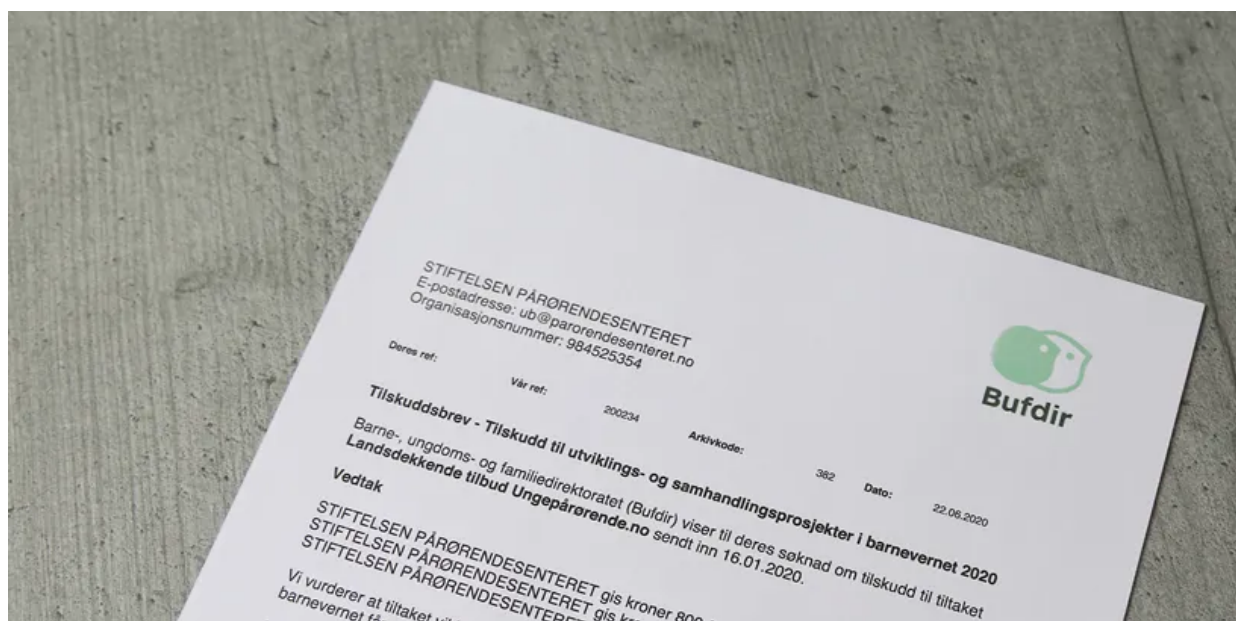 STIFTELSEN PÅRØRENDESENTERET
E-postadresse: ub@parorendesenteret.no
Organisasjonsnummer: 984525354
Bufdir
Deres ref:
Vår ref:
200234
Arkivkode:
382
Dato:
22.06.2020
Tilskuddsbrev - Tilskudd til utviklings- og samhandlingsprosjekter i barnevernet 2020
Barne-, ungdoms- og familiedirektoratet (Bufdir) viser til deres søknad om tilskudd til tiltaket
Landsdekkende tilbud Ungepårørende.no sendt inn 16.01.2020.
Vedtak
STIFTELSEN PÅRØRENDESENTERET gis kroner 800
STIFTELSEN PÅRØRENDESENTERET gis
STIFTELSEN PÅRØRENDESENTERET
Vi vurderer at tiltaket
barnevernet